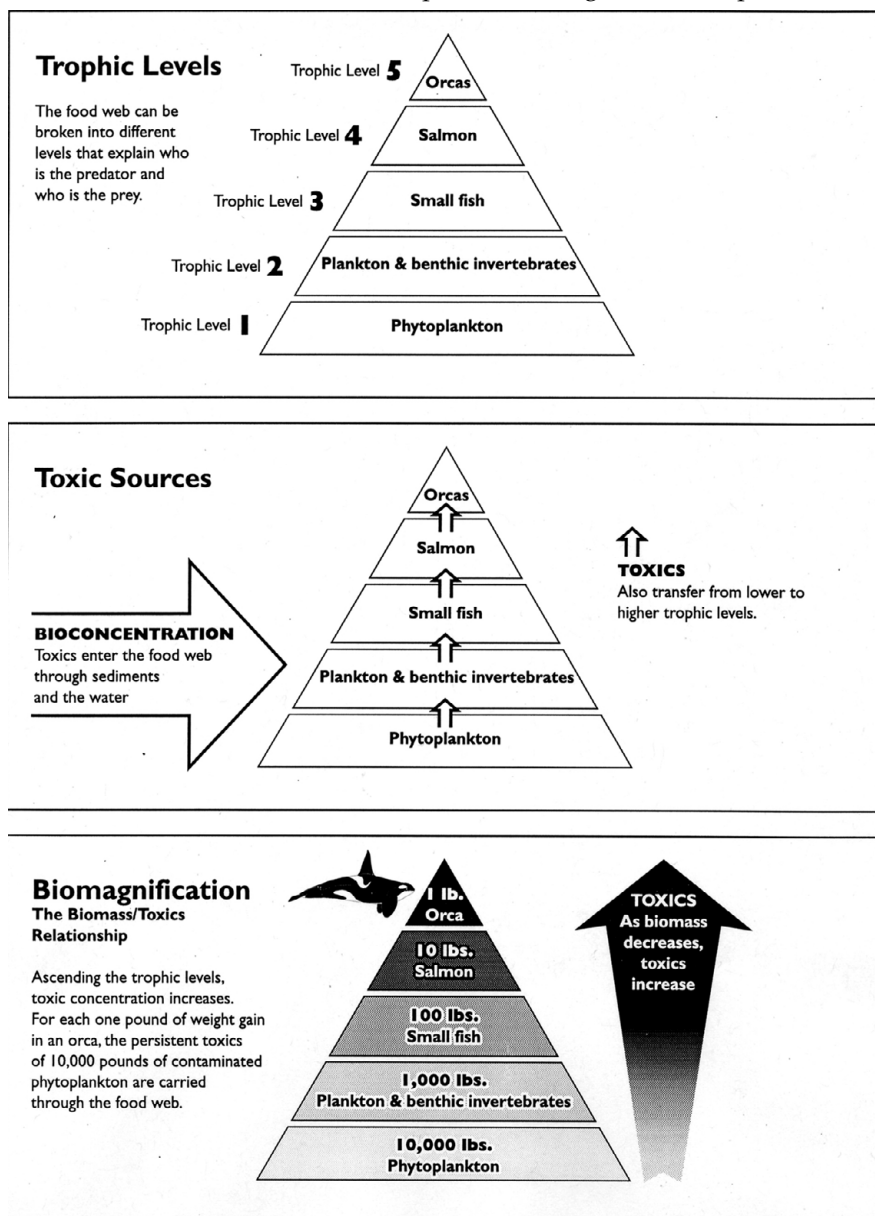 Trophic Levels
The food web can be
broken into different
levels that explain who
is the predator and
who is the prey.
Trophic Level 5
Orcas
Trophic Level 4
Salmon
Trophic Level 3
Small fish
Trophic Level 2
Plankton & benthic invertebrates
Trophic Level 1
Phytoplankton
Toxic Sources
BIOCONCENTRATION
Toxics enter the food web
through sediments
and the water
Orcas
Salmon
Small fish
Plankton & benthic invertebrates
Phytoplankton
TOXICS
Also transfer from lower to
higher trophic levels.
Biomagnification
The Biomass/Toxics
Relationship
Ascending the trophic levels,
toxic concentration increases.
For each one pound of weight gain
in an orca, the persistent toxics
of 10,000 pounds of contaminated
phytoplankton are carried
through the food web.
1 lb.
Orca
10 lbs.
Salmon
100 lbs.
Small fish
1,000 lbs.
Plankton & benthic invertebrates
10,000 lbs.
Phytoplankton
TOXICS
As biomass
decreases,
toxics
increase